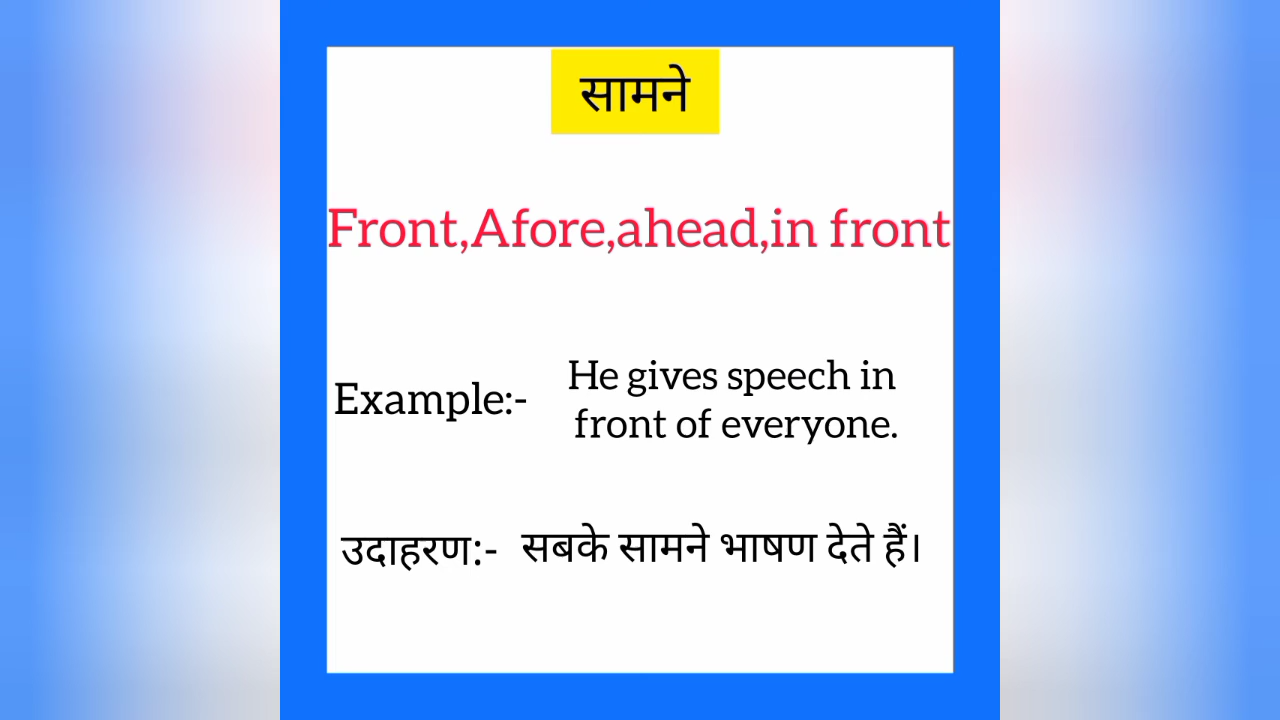 सामने
Front,Afore,ahead,in front
Example:- He gives speech in
front of everyone.
उदाहरण:- सबके सामने भाषण देते हैं।